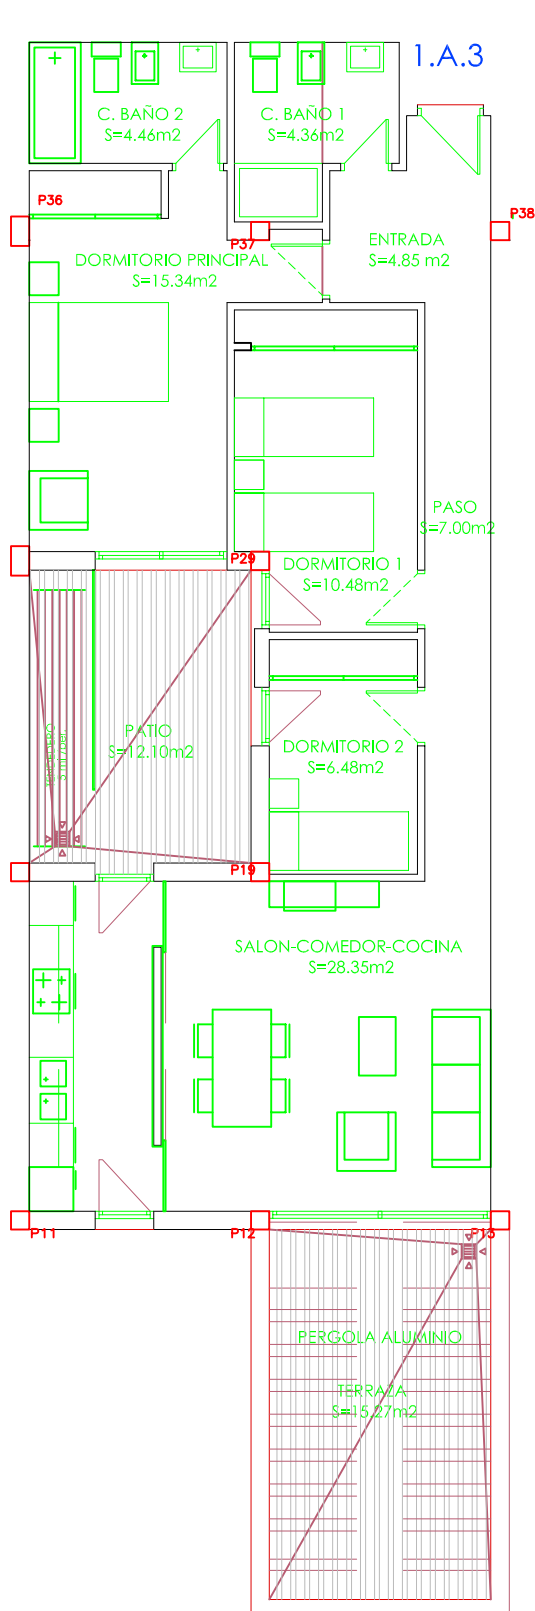 1.A.3
C. BAÑO 2
S=4.46m2
C. BAÑO 1
S=4.36m2
P36
P37
P38
ENTRADA
S=4.85 m2
DORMITORIO PRINCIPAL
S=15.34m2
PASO
S=7.00m2
P29
DORMITORIO 1
S=10.48m2
PATIO
S=12.10m2
DORMITORIO 2
S=6.48m2
P19
SALON-COMEDOR-COCINA
S=28.35m2
P11
P12
P13
PERGOLA ALUMINIO
TERRAZA
S=15.27m2